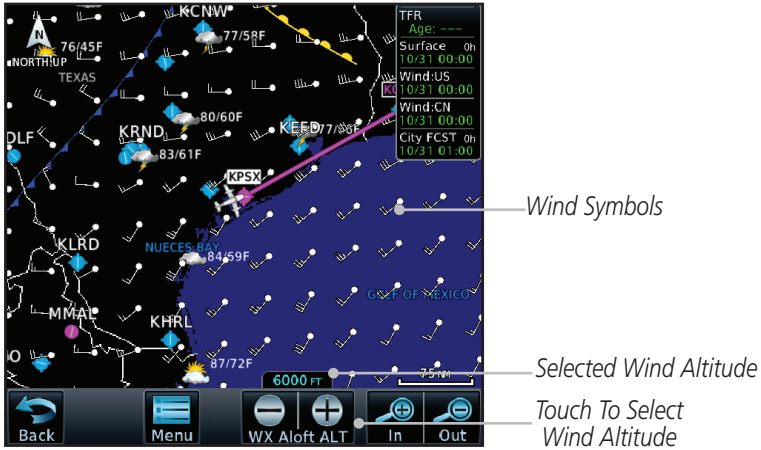 KCNW
TFR
Age: ---
77/58F
N
76/45F
Surface 0h
10/31 00:00
NORTH UP
TEXAS
Wind:US
10/31 00:00
Wind:CN
10/31 00:00
80/60F
KRND
KEFD
City FCST 0h
10/31 01:00
DLF
83/61F
KPSX
Wind Symbols
KLRD
NUECES BAY
84/59F
GULF OF MEXICO
MMAL
KHRL
87/72F
6000 FT
75 NM
Selected Wind Altitude
Touch To Select
Wind Altitude
Back
Menu
WX Aloft ALT
In
Out